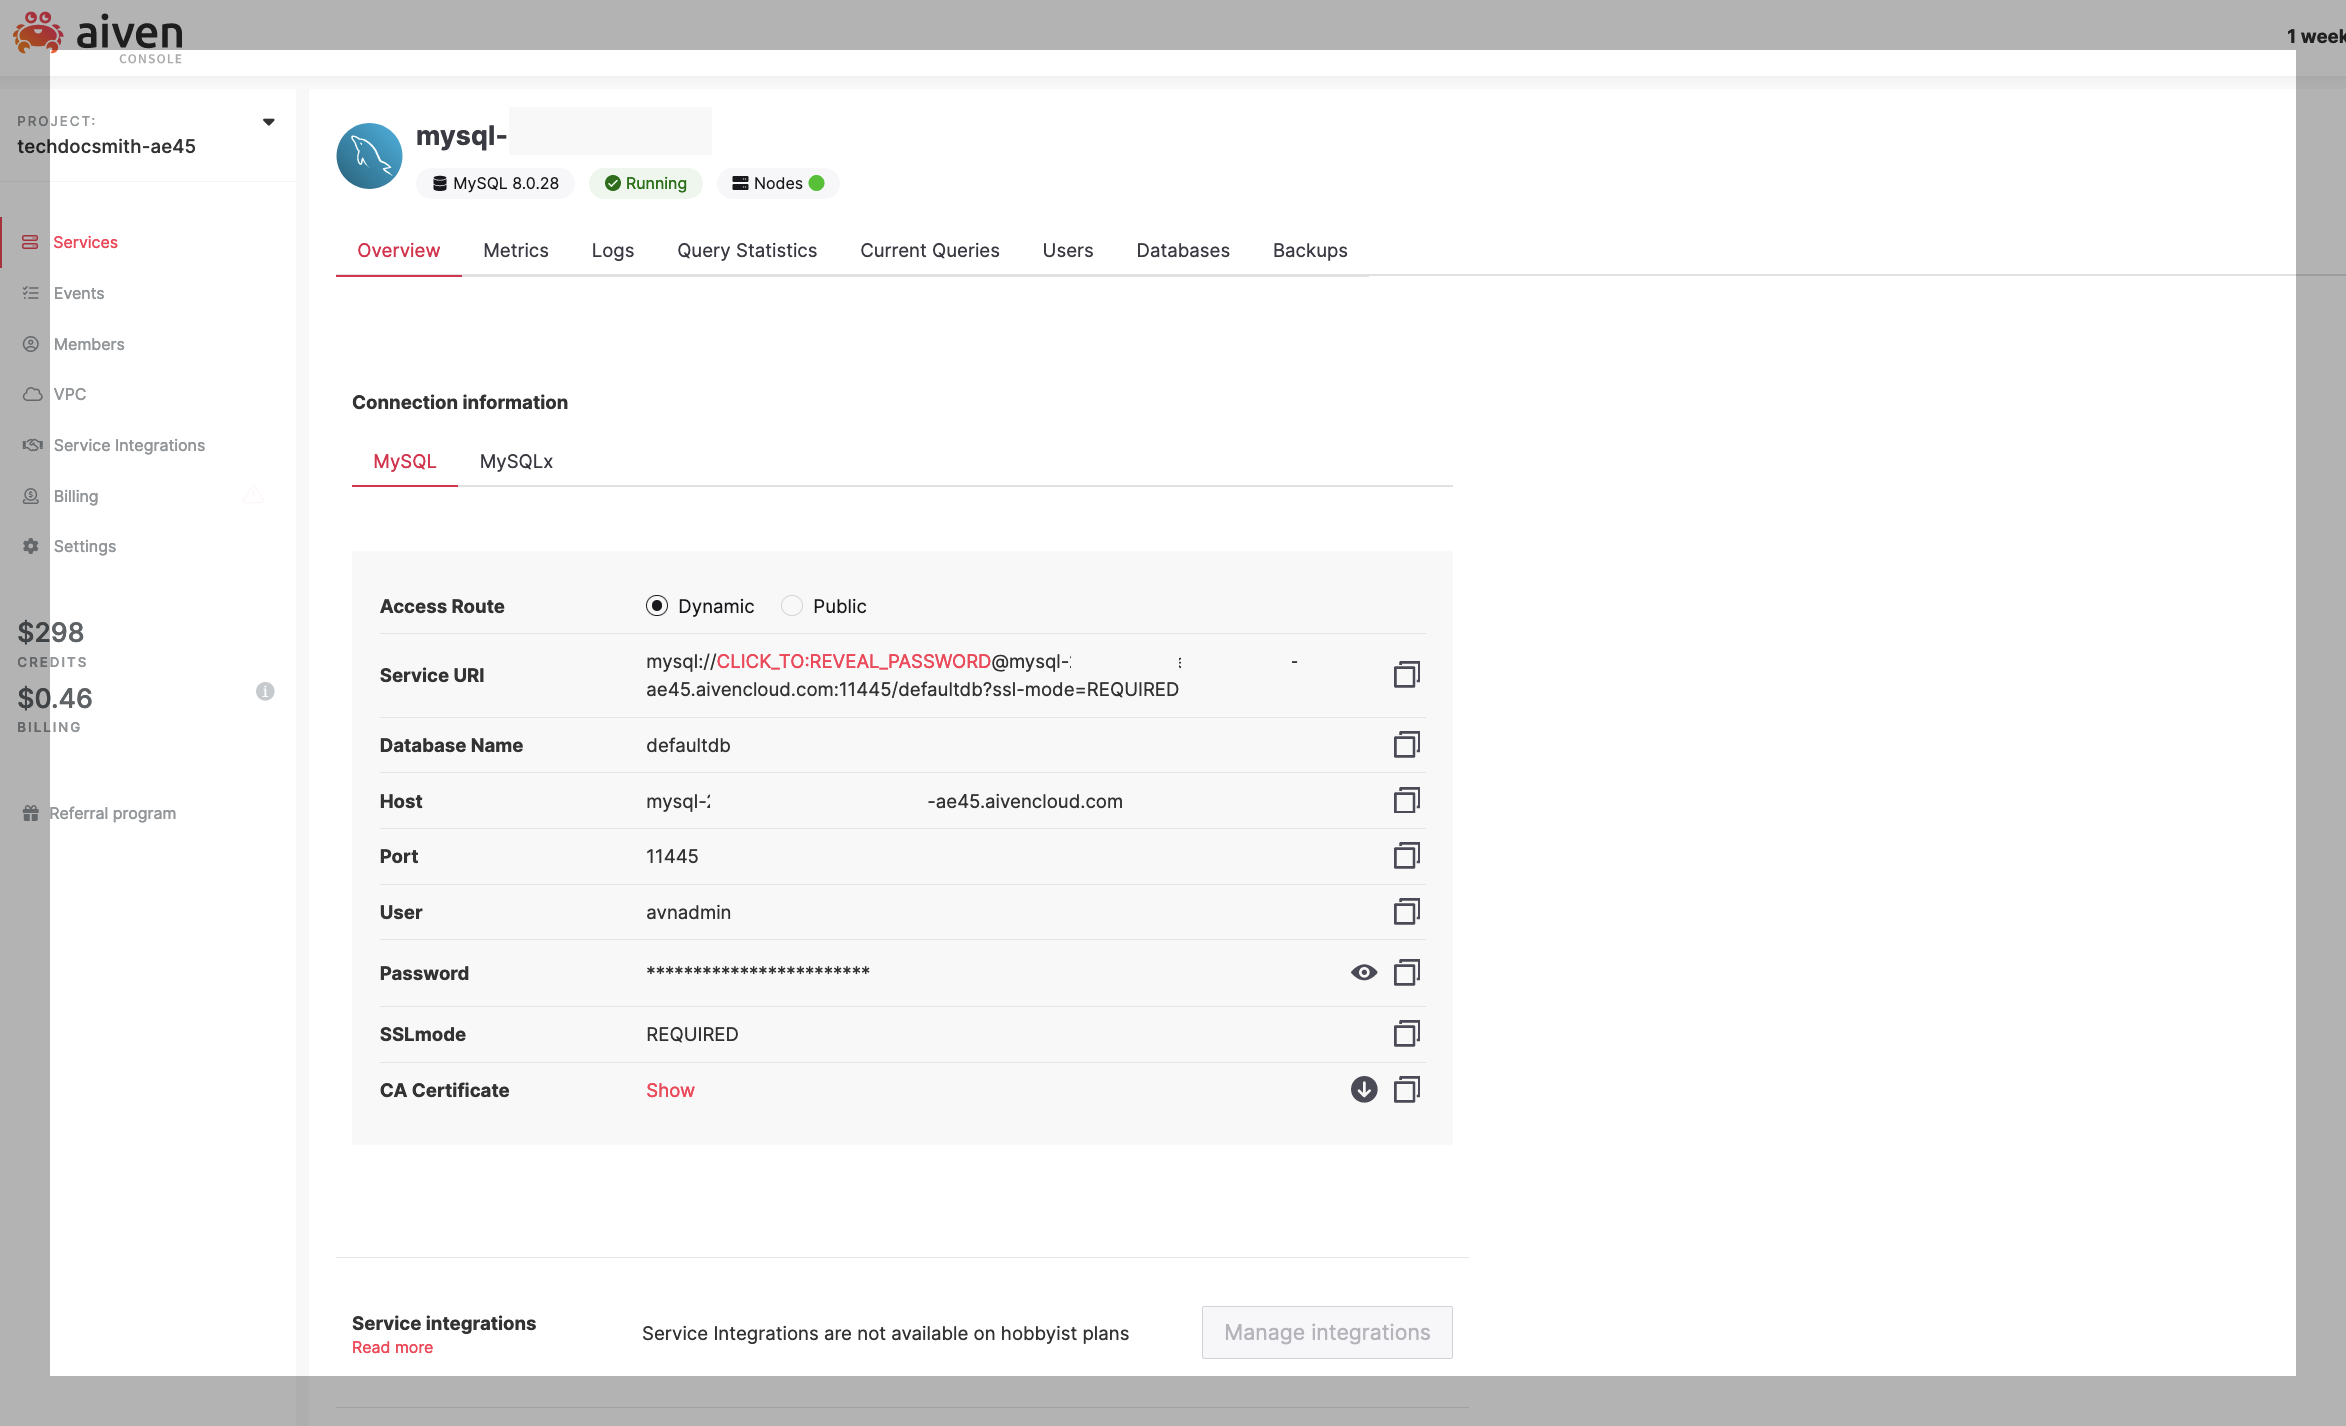 aiven
CONSOLE
1 week
PROJECT:
techdocsmith-ae45
Services
Events
Members
VPC
Service Integrations
Billing
Settings
$298
CREDITS
$0.46
BILLING
Referral program
mysql-
MySQL 8.0.28
Running
Nodes
Overview
Metrics
Logs
Query Statistics
Current Queries
Users
Databases
Backups
Connection information
MySQL
MySQLx
Access Route
Dynamic
Public
Service URI
mysql://CLICK_TO:REVEAL_PASSWORD@mysql- -
ae45.aivencloud.com:11445/defaultdb?ssl-mode=REQUIRED
Database Name
defaultdb
Host
mysql- -ae45.aivencloud.com
Port
11445
User
avnadmin
Password
************************
SSLmode
REQUIRED
CA Certificate
Show
Service integrations
Read more
Service Integrations are not available on hobbyist plans
Manage integrations